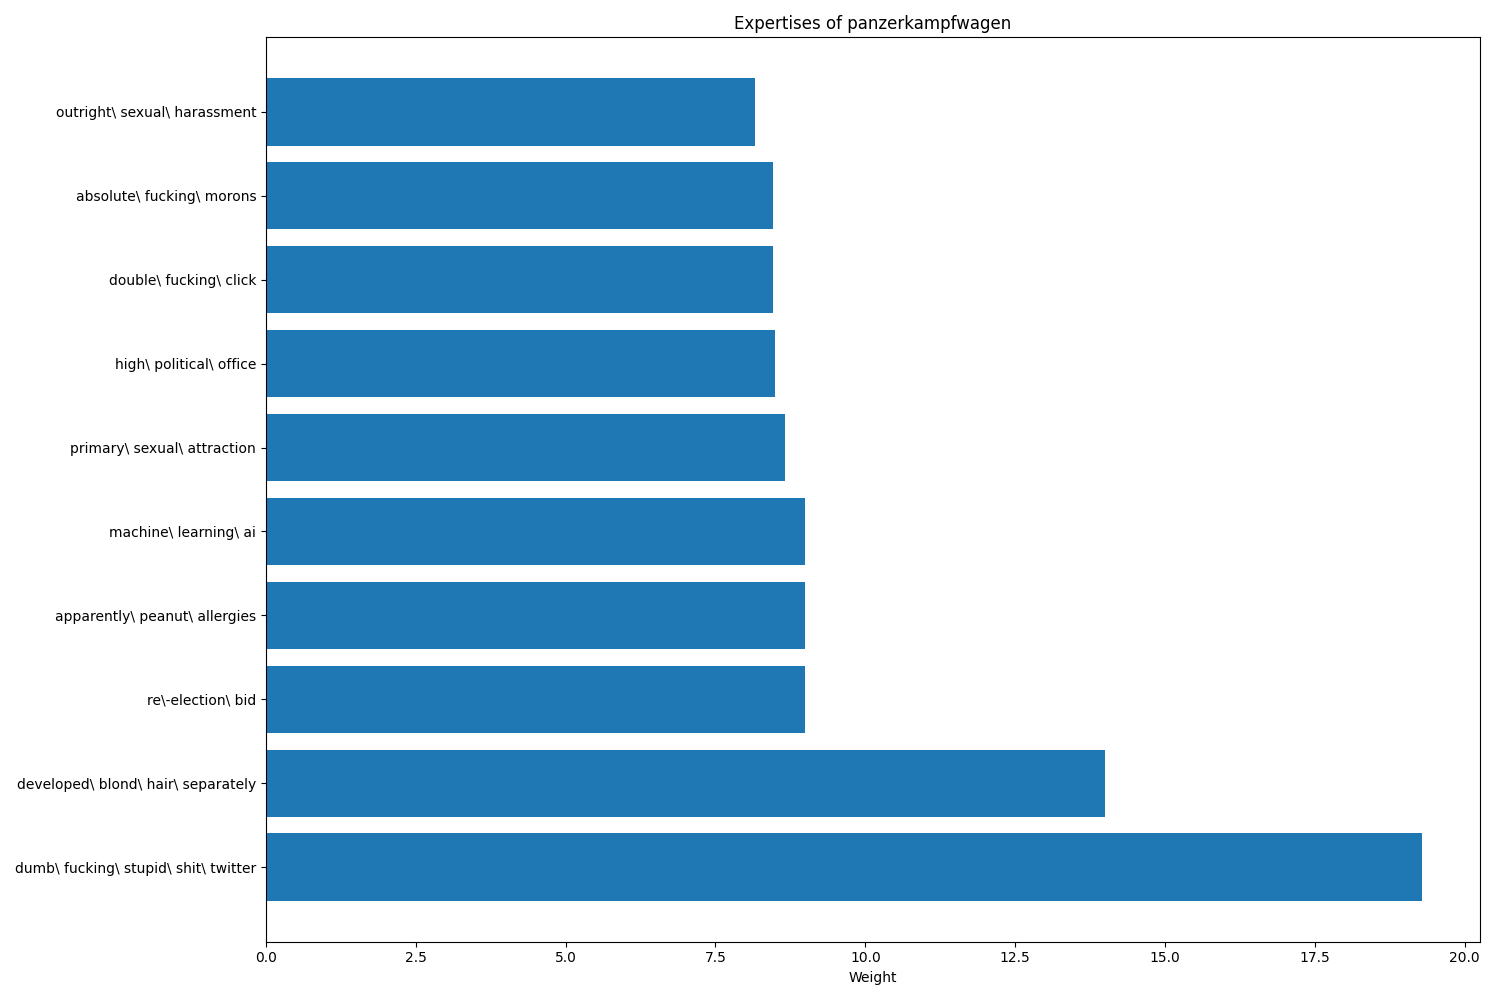 Expertises of panzerkampfwagen
outright\ sexual\ harassment
absolute\ fucking\ morons
double\ fucking\ click
high\ political\ office
primary\ sexual\ attraction
machine\ learning\ ai
apparently\ peanut\ allergies
re\-election\ bid
developed\ blond\ hair\ separately
dumb\ fucking\ stupid\ shit\ twitter
0.0 2.5 5.0 7.5 10.0 12.5 15.0 17.5 20.0
Weight